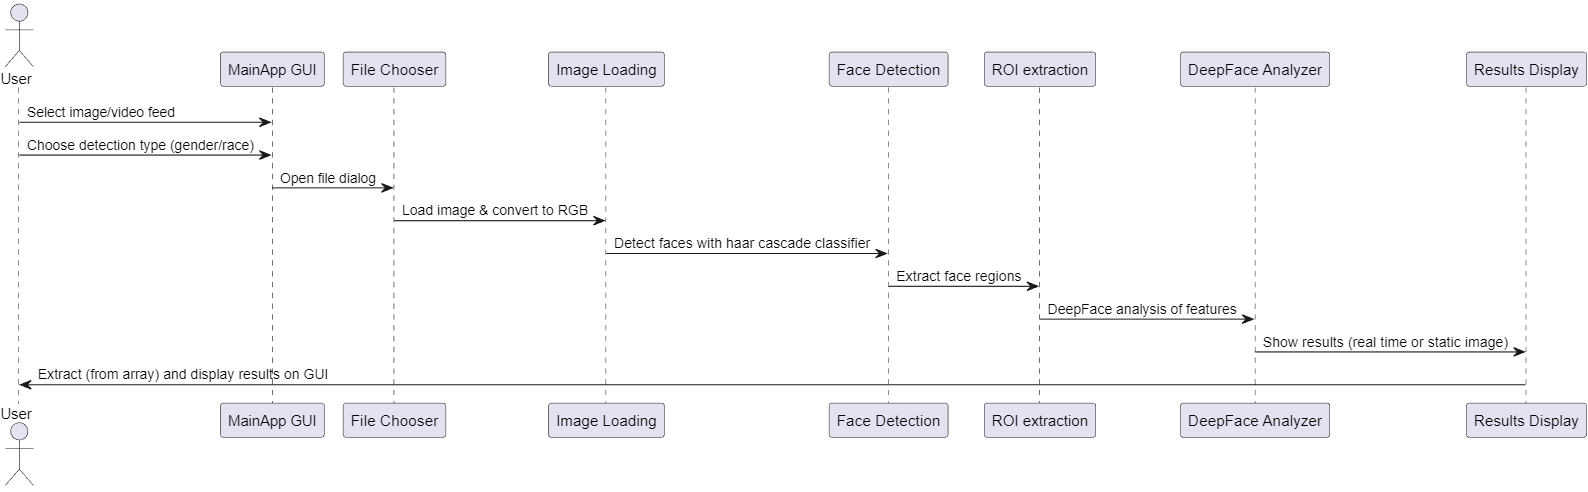 User
MainApp GUI
File Chooser
Image Loading
Face Detection
ROI extraction
DeepFace Analyzer
Results Display
Select image/video feed
Choose detection type (gender/race)
Open file dialog
Load image & convert to RGB
Detect faces with haar cascade classifier
Extract face regions
DeepFace analysis of features
Show results (real time or static image)
Extract (from array) and display results on GUI
User
MainApp GUI
File Chooser
Image Loading
Face Detection
ROI extraction
DeepFace Analyzer
Results Display